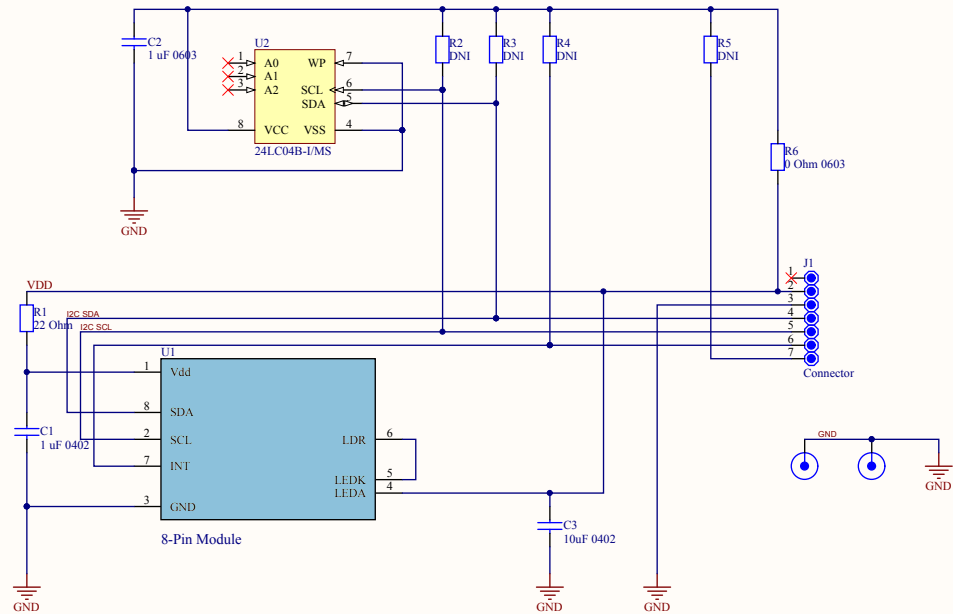 C2
1 uF 0603
U2
1
A0
WP
7
2
A1
3
A2
SCL
6
SDA
5
8
VCC
VSS
4
24LC04B-I/MS
R2
DNI
R3
DNI
R4
DNI
R5
DNI
R6
0 Ohm 0603
GND
VDD
R1
22 Ohm
I2C SDA
I2C SCL
J1
1
2
3
4
5
6
7
Connector
U1
1
Vdd
8
SDA
2
SCL
7
INT
3
GND
LDR
6
LEDK
5
LEDA
4
8-Pin Module
C1
1 uF 0402
C3
10uF 0402
GND
GND
GND
GND
GND